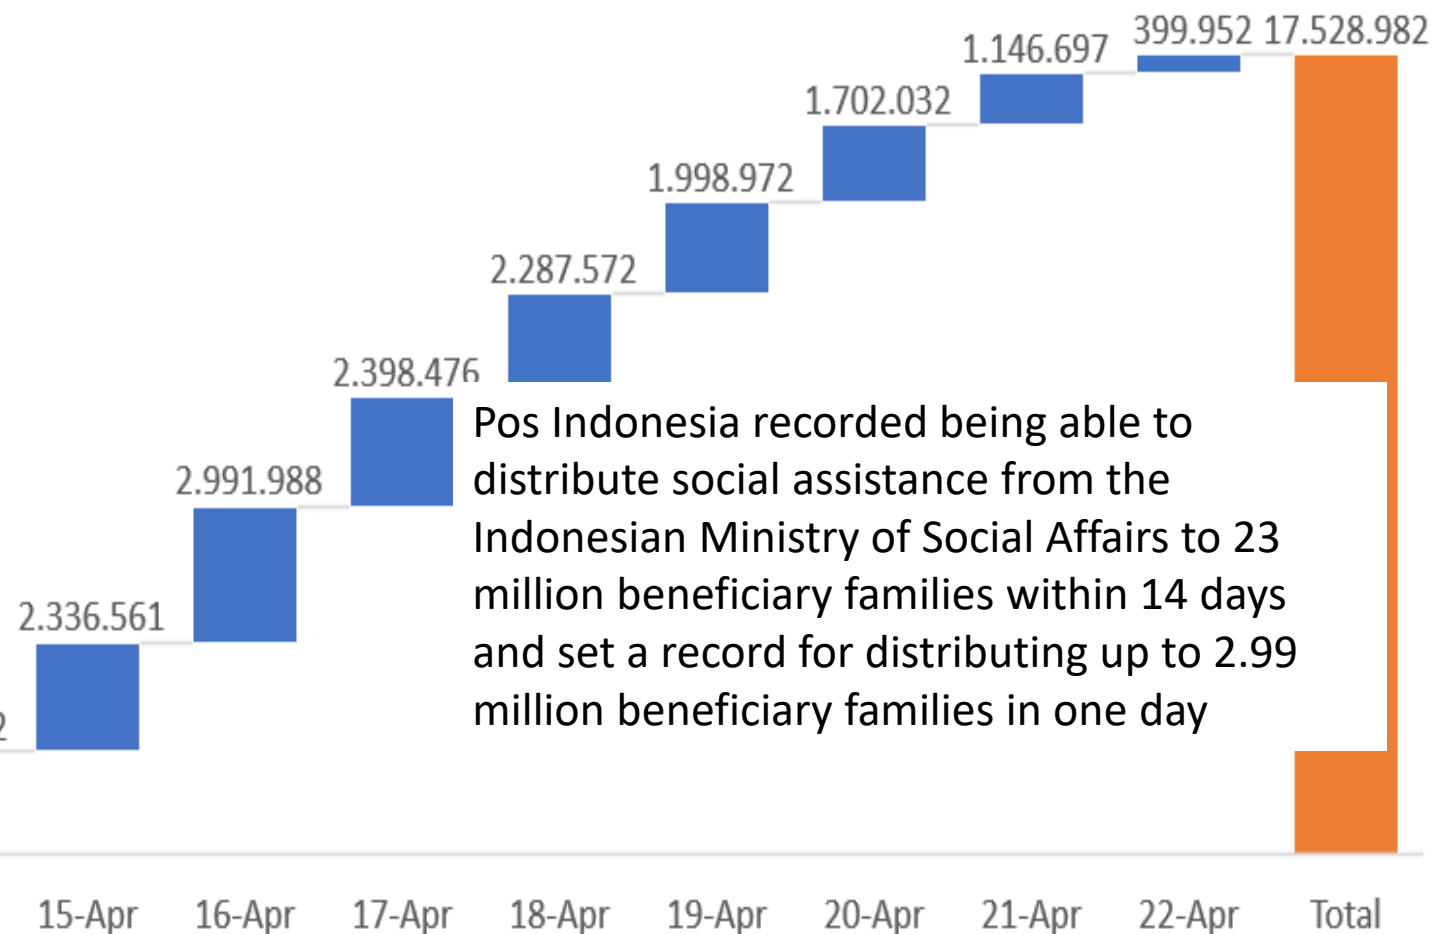 399.952 17.528.982
1.146.697
1.702.032
1.998.972
2.287.572
2.398.476
2.991.988
2.336.561
2
Pos Indonesia recorded being able to
distribute social assistance from the
Indonesian Ministry of Social Affairs to 23
million beneficiary families within 14 days
and set a record for distributing up to 2.99
million beneficiary families in one day
15-Apr 16-Apr 17-Apr 18-Apr 19-Apr 20-Apr 21-Apr 22-Apr Total